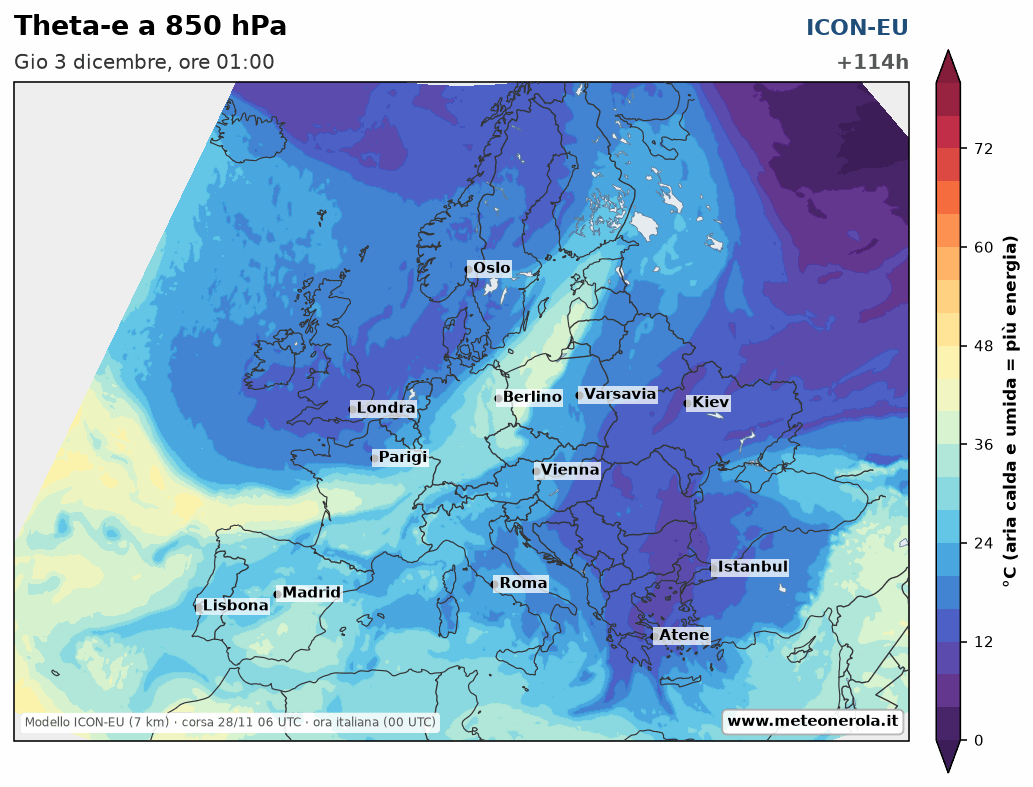 Theta-e a 850 hPa
ICON-EU
Gio 3 dicembre, ore 01:00
+114h
Oslo
Londra
Berlino
Varsavia
Kiev
Parigi
Vienna
Madrid
Lisbona
Roma
Istanbul
Atene
72
60
48
36
24
12
0
°C (aria calda e umida = più energia)
Modello ICON-EU (7 km) · corsa 28/11 06 UTC · ora italiana (00 UTC)
www.meteonerola.it